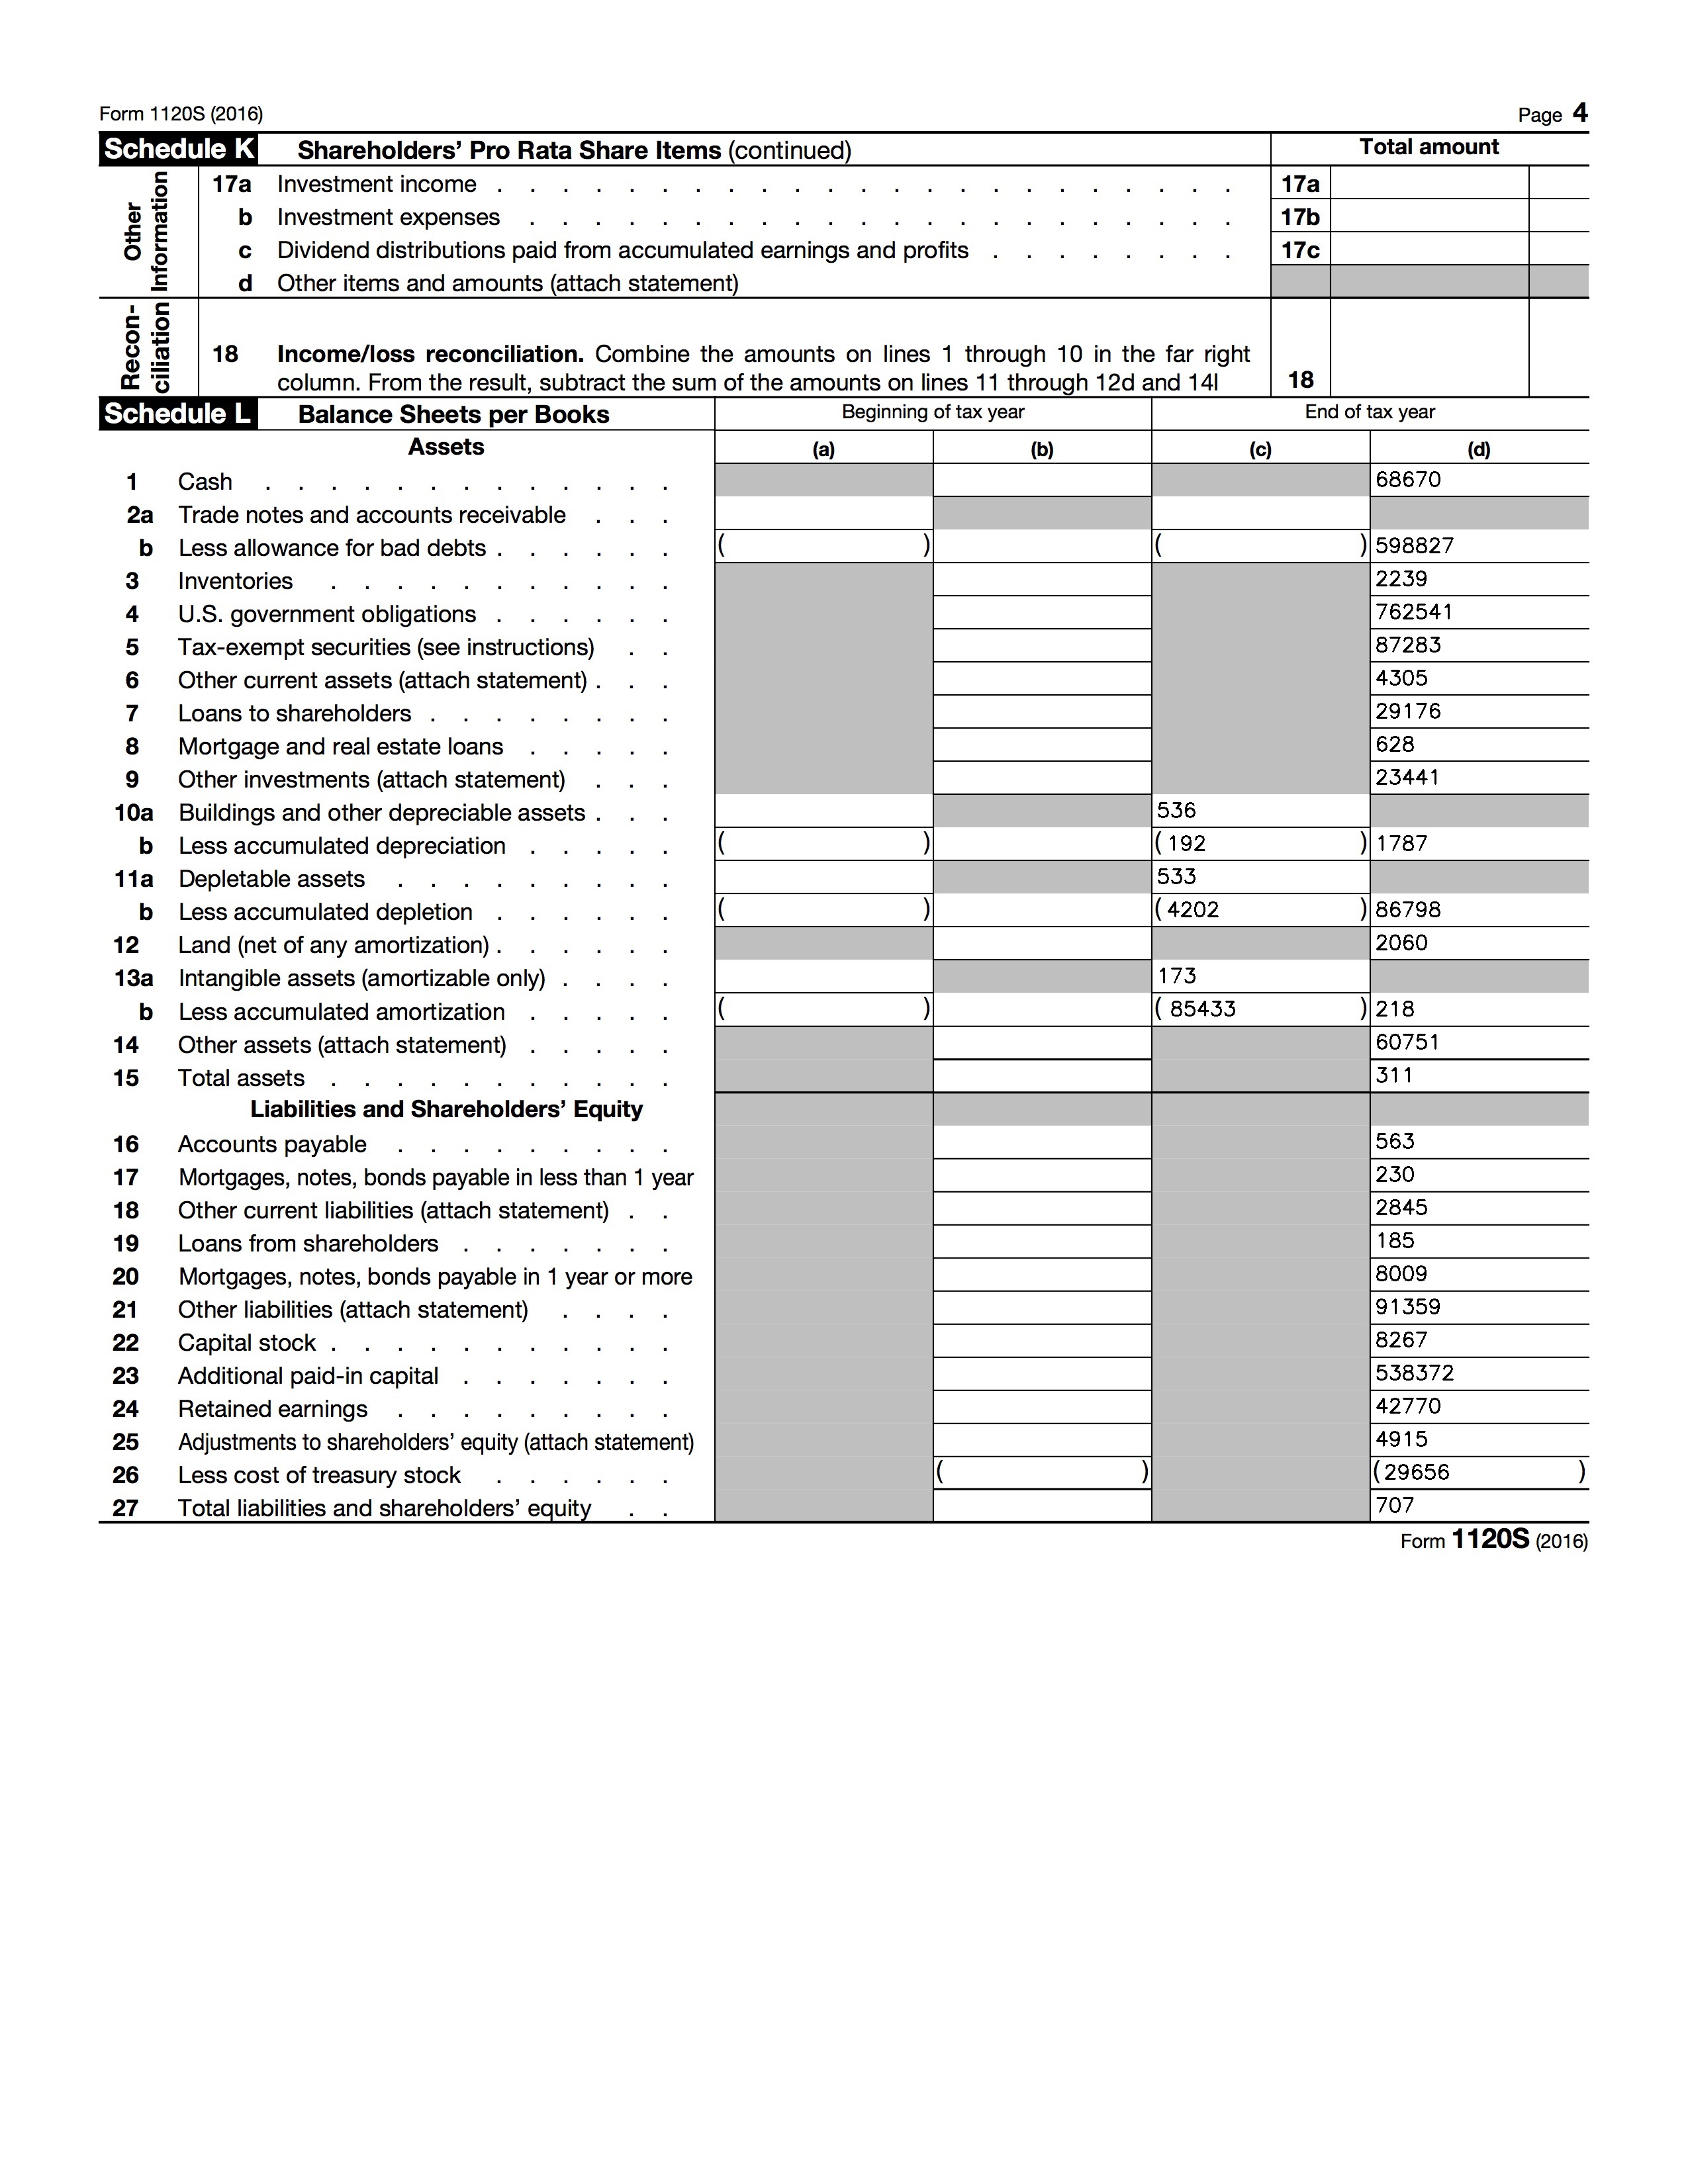 Form 1120S (2016) Page 4
Schedule K Shareholders' Pro Rata Share Items (continued) Total amount
Other Information
17a Investment income . . . . . . . . . . . . . . . . . . . . . . . 17a
b Investment expenses . . . . . . . . . . . . . . . . . . . . . . 17b
c Dividend distributions paid from accumulated earnings and profits . . . . . . . . 17c
d Other items and amounts (attach statement)
Recon-ciliation
18 Income/loss reconciliation. Combine the amounts on lines 1 through 10 in the far right
column. From the result, subtract the sum of the amounts on lines 11 through 12d and 14l 18
Schedule L Balance Sheets per Books Beginning of tax year End of tax year
Assets (a) (b) (c) (d)
1 Cash . . . . . . . . . . . . . 68670
2a Trade notes and accounts receivable . . .
b Less allowance for bad debts . . . . . . ( ) ( ) 598827
3 Inventories . . . . . . . . . . . 2239
4 U.S. government obligations . . . . . . 762541
5 Tax-exempt securities (see instructions) . . 87283
6 Other current assets (attach statement) . . . 4305
7 Loans to shareholders . . . . . . . . 29176
8 Mortgage and real estate loans . . . . . 628
9 Other investments (attach statement) . . . 23441
10a Buildings and other depreciable assets . . . 536
b Less accumulated depreciation . . . . . ( ) ( 192 ) 1787
11a Depletable assets . . . . . . . . . 533
b Less accumulated depletion . . . . . . ( ) ( 4202 ) 86798
12 Land (net of any amortization) . . . . . . 2060
13a Intangible assets (amortizable only) . . . . 173
b Less accumulated amortization . . . . . ( ) ( 85433 ) 218
14 Other assets (attach statement) . . . . . 60751
15 Total assets . . . . . . . . . . . 311
Liabilities and Shareholders' Equity
16 Accounts payable . . . . . . . . . 563
17 Mortgages, notes, bonds payable in less than 1 year 230
18 Other current liabilities (attach statement) . . 2845
19 Loans from shareholders . . . . . . . 185
20 Mortgages, notes, bonds payable in 1 year or more 8009
21 Other liabilities (attach statement) . . . . 91359
22 Capital stock . . . . . . . . . . . 8267
23 Additional paid-in capital . . . . . . . 538372
24 Retained earnings . . . . . . . . . 42770
25 Adjustments to shareholders' equity (attach statement) 4915
26 Less cost of treasury stock . . . . . . ( ) ( 29656 )
27 Total liabilities and shareholders' equity . . 707
Form 1120S (2016)